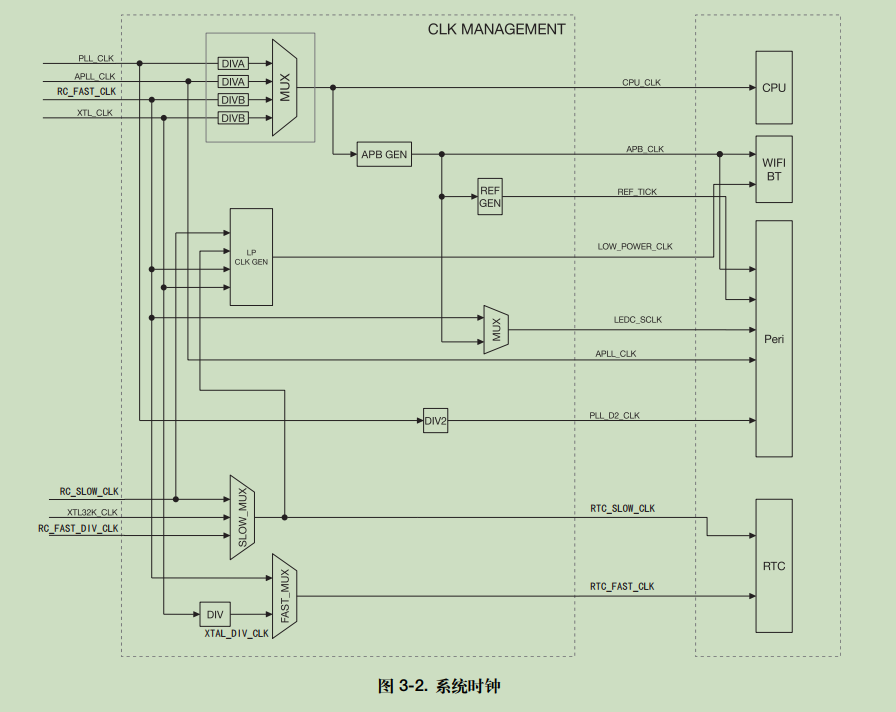 CLK MANAGEMENT
PLL_CLK
DIVA
APLL_CLK
DIVA
RC_FAST_CLK
DIVB
XTL_CLK
DIVB
MUX
CPU_CLK
CPU
APB GEN
APB_CLK
WIFI
BT
REF
GEN
REF_TICK
LP
CLK GEN
LOW_POWER_CLK
MUX
LEDC_SCLK
Peri
APLL_CLK
DIV2
PLL_D2_CLK
RC_SLOW_CLK
XTL32K_CLK
RC_FAST_DIV_CLK
SLOW_MUX
RTC_SLOW_CLK
RTC
FAST_MUX
RTC_FAST_CLK
DIV
XTAL_DIV_CLK
图 3-2. 系统时钟